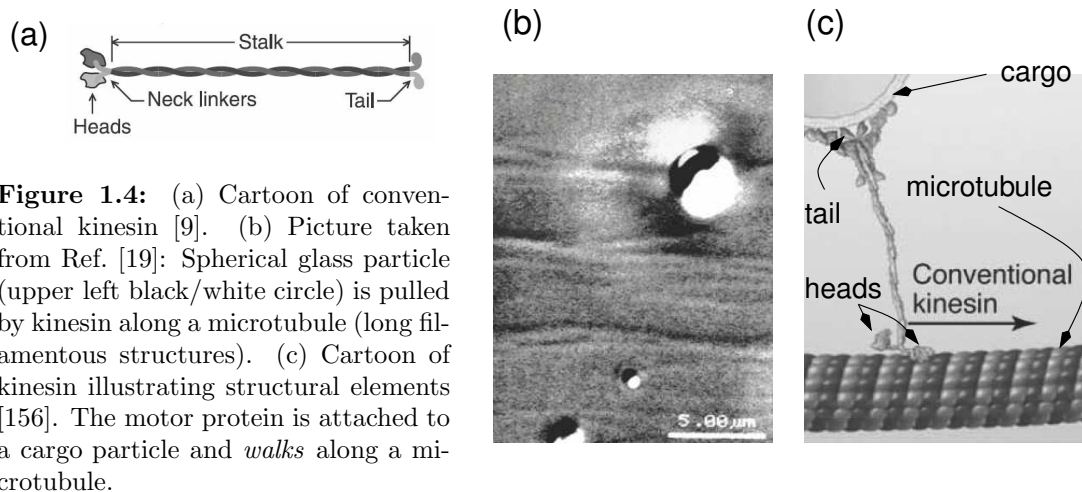 (a)
Stalk
Neck linkers
Tail
Heads
Figure 1.4: (a) Cartoon of conven-
tional kinesin [9]. (b) Picture taken
from Ref. [19]: Spherical glass particle
(upper left black/white circle) is pulled
by kinesin along a microtubule (long fil-
amentous structures). (c) Cartoon of
kinesin illustrating structural elements
[156]. The motor protein is attached to
a cargo particle and walks along a mi-
crotubule.
(b)
5.00μm
(c)
cargo
microtubule
tail
Conventional
kinesin
heads